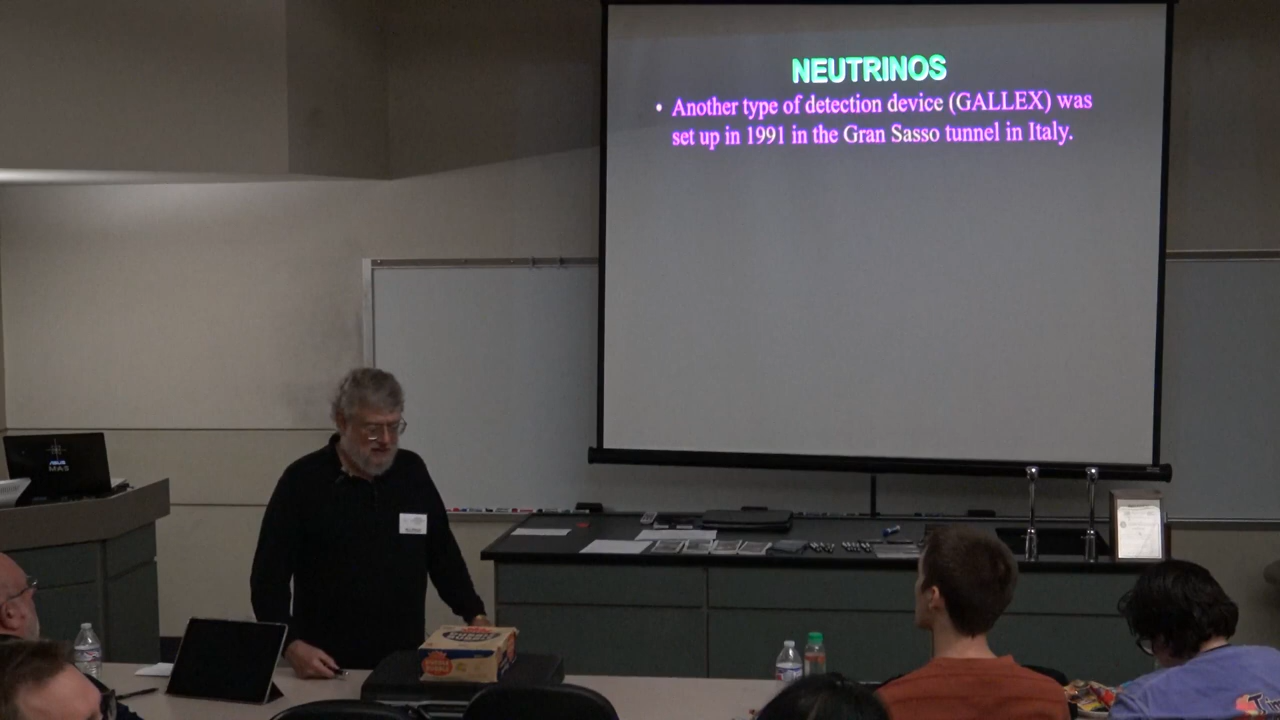 NEUTRINOS
• Another type of detection device (GALLEX) was
set up in 1991 in the Gran Sasso tunnel in Italy.
ASUS